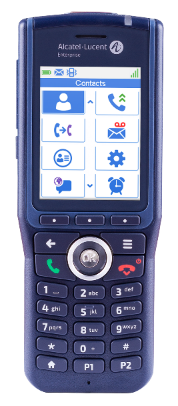 Alcatel·Lucent
Enterprise
Contacts
OK
1
2 abc
3 def
4 ghi
5 jkl
6 mno
7 pqrs
8 tuv
9 wxyz
*
0
#
P1
P2